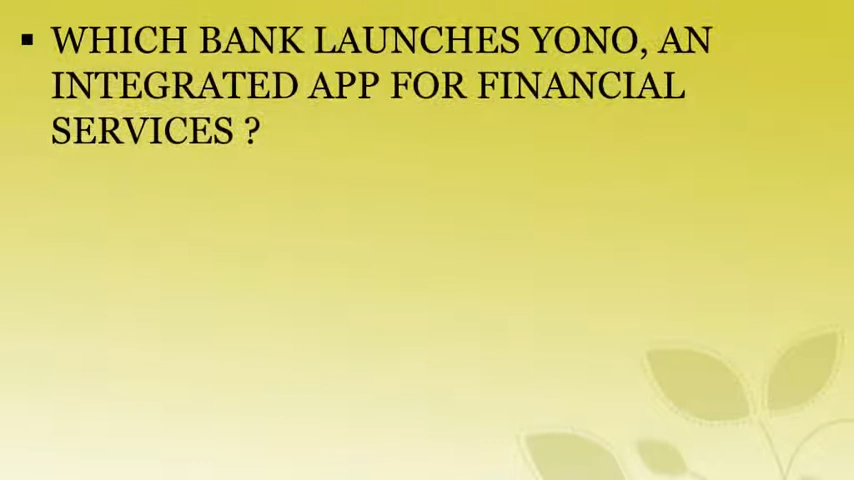 ▪ WHICH BANK LAUNCHES YONO, AN
INTEGRATED APP FOR FINANCIAL
SERVICES ?